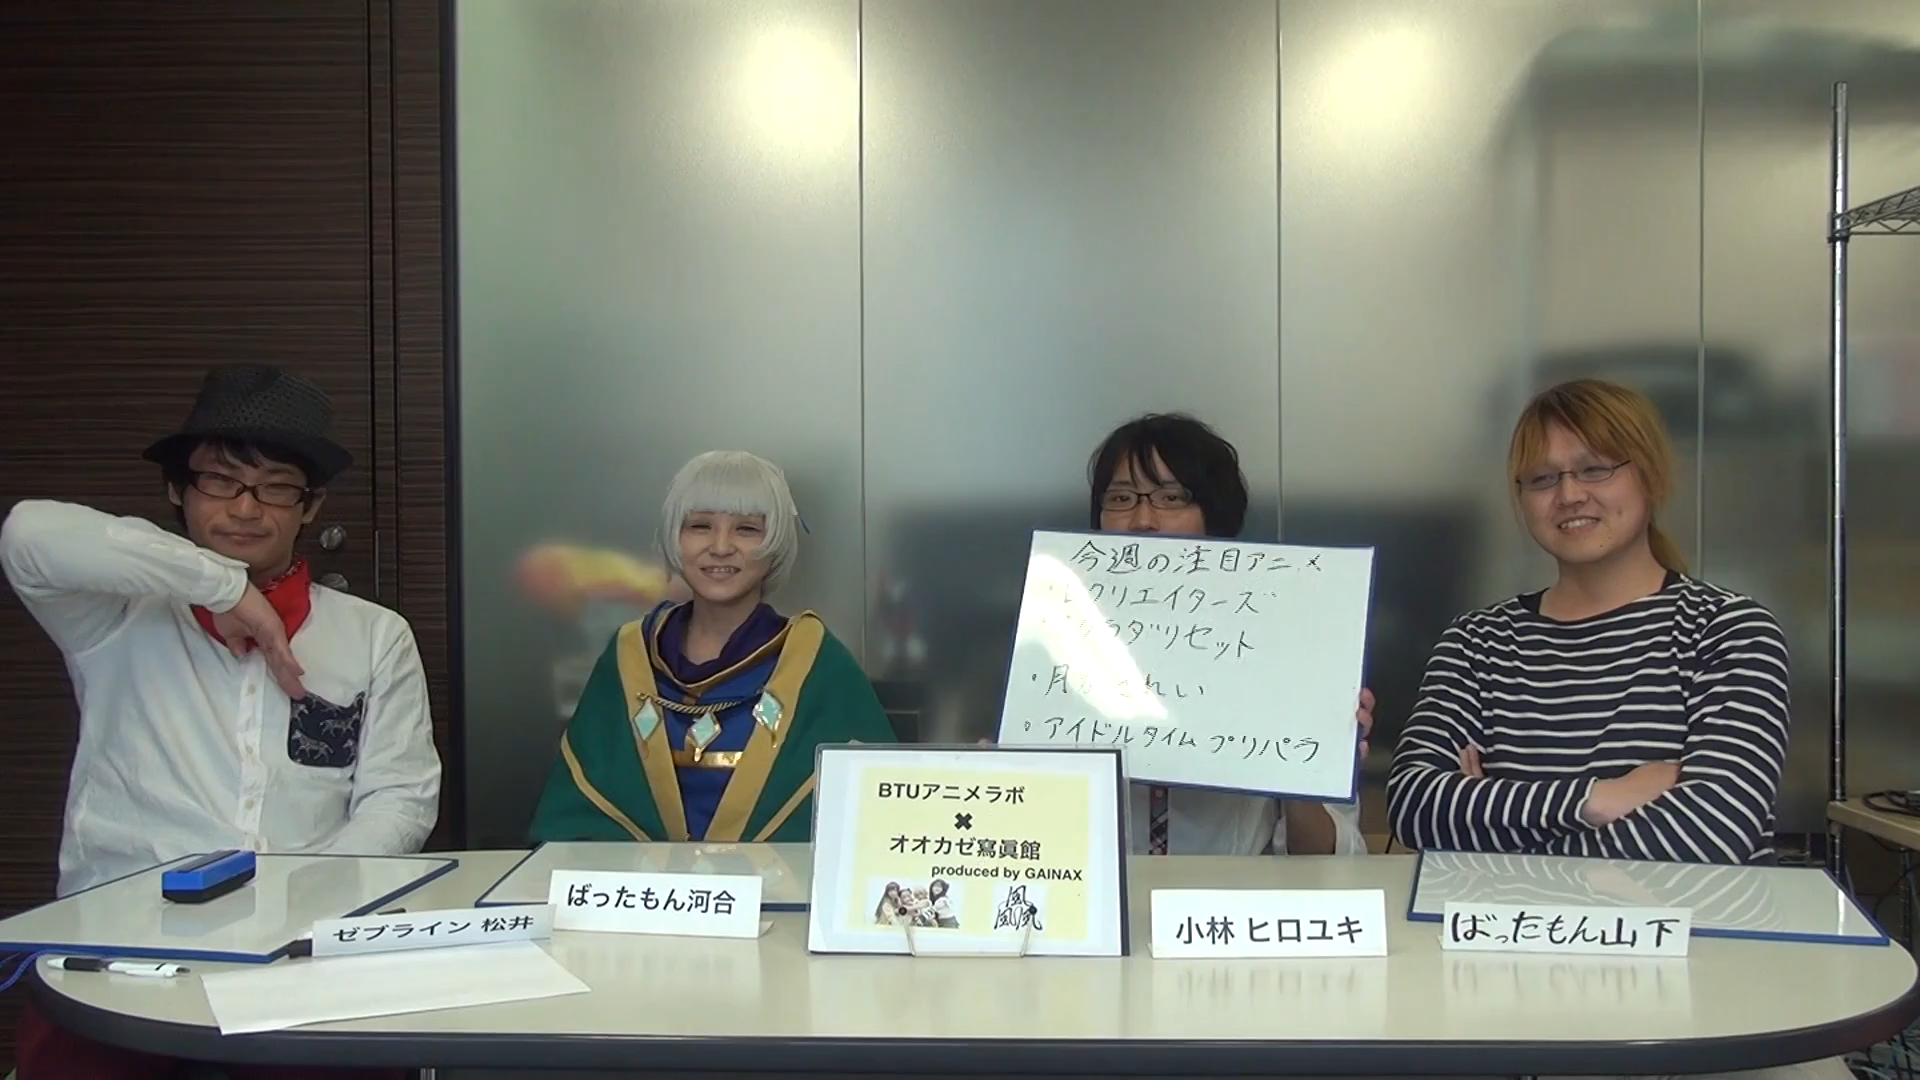 今週の注目アニメ
レクリエイターズ
ラダリセット
・月がきれい
・アイドルタイム プリパラ
BTUアニメラボ
✖
オオカゼ寫眞館
produced by GAINAX
ゼブライン 松井
ばったもん河合
小林 ヒロユキ
ばったもん山下